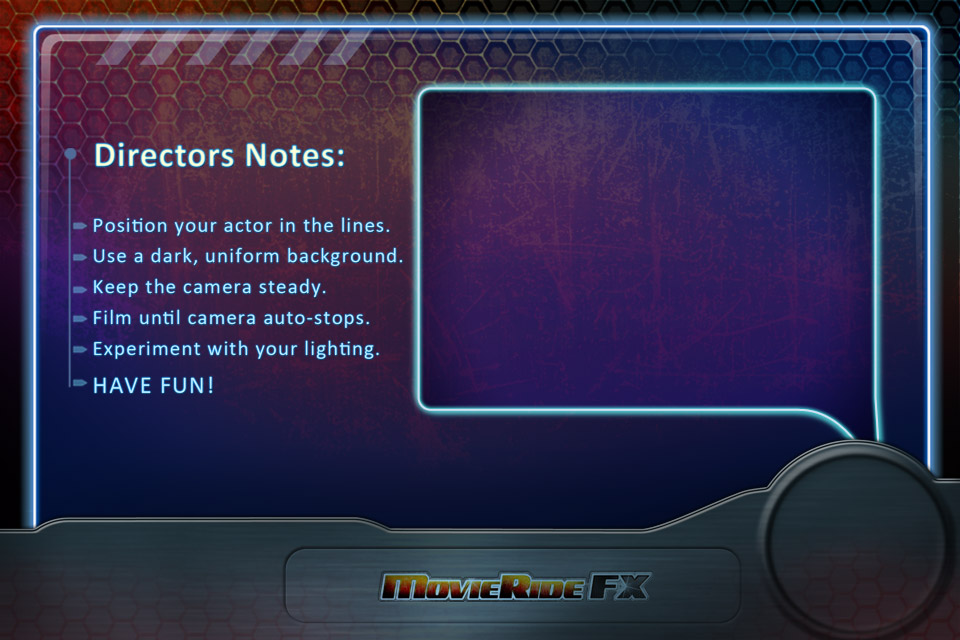 Directors Notes:
Position your actor in the lines.
Use a dark, uniform background.
Keep the camera steady.
Film until camera auto-stops.
Experiment with your lighting.
HAVE FUN!
MOVIERIDE FX